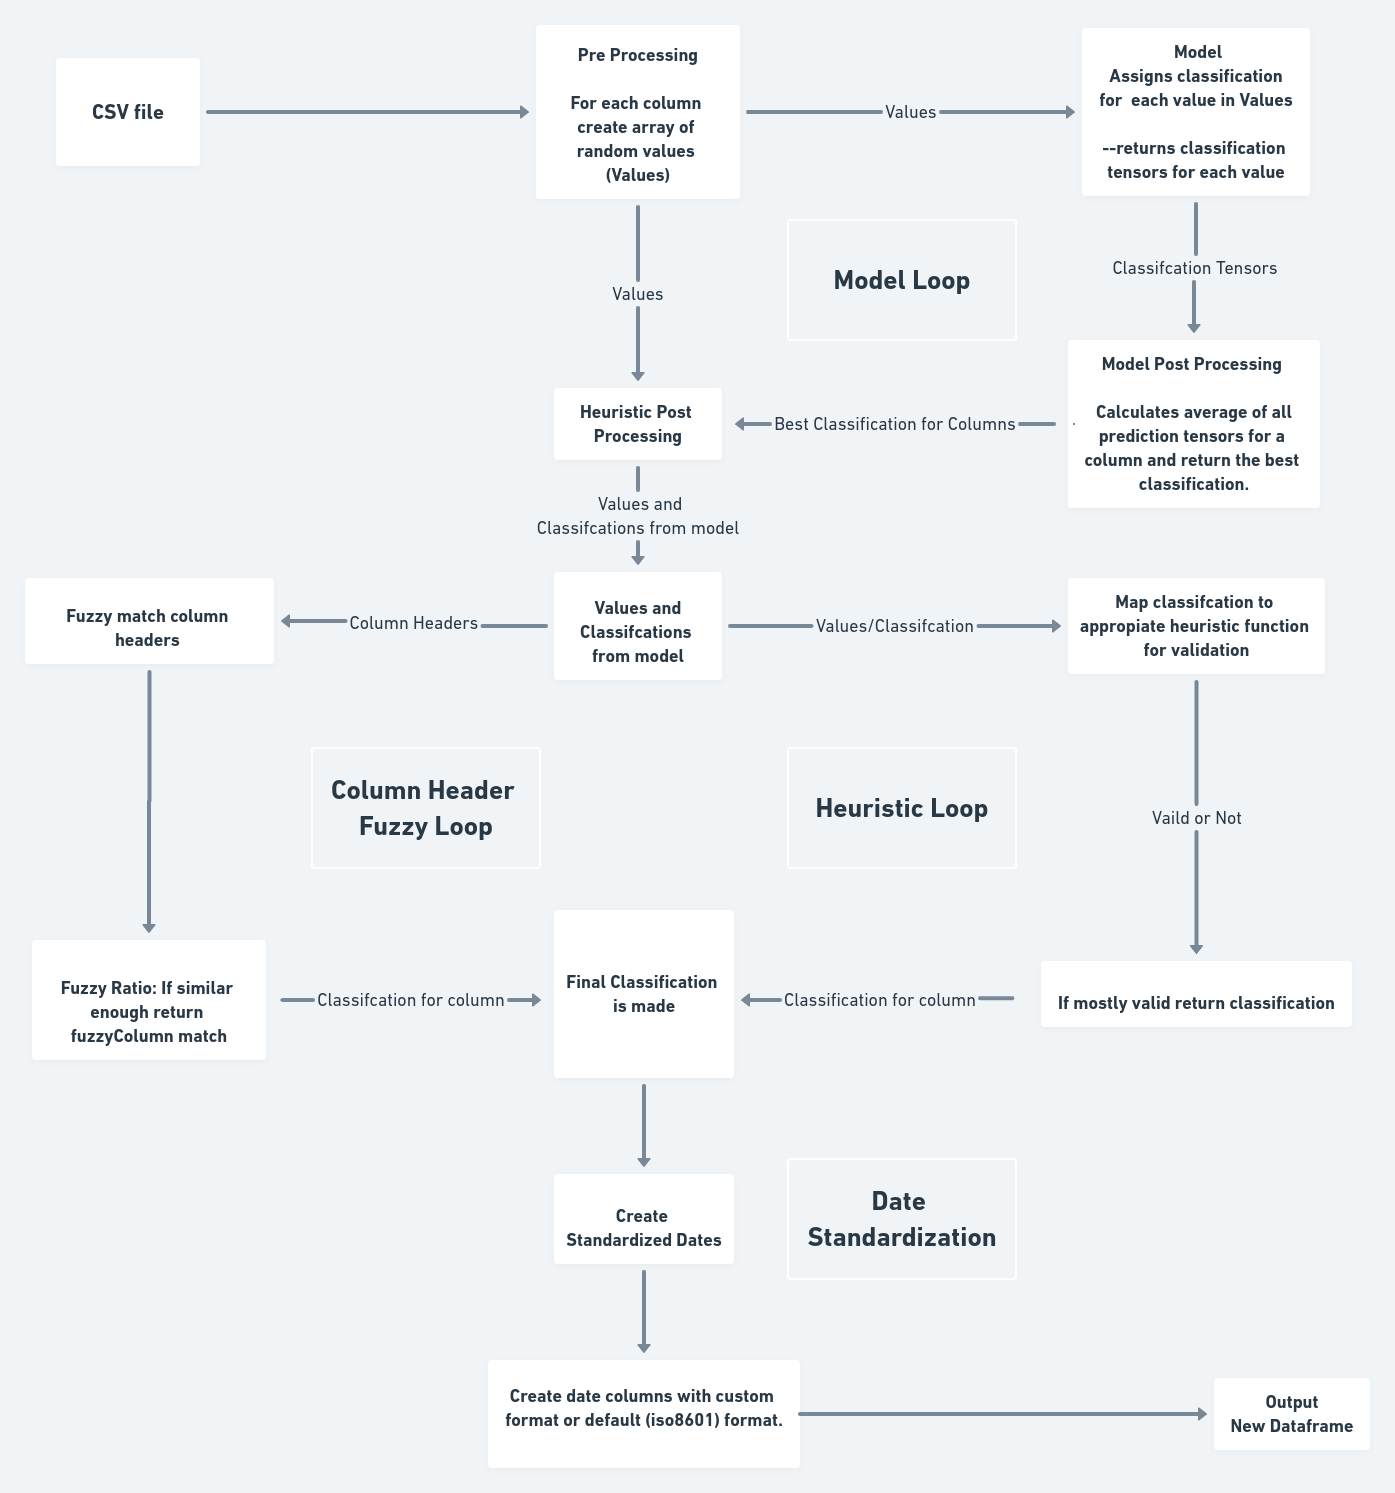 CSV file
Pre Processing
For each column
create array of
random values
(Values)
Values
Model
Assigns classification
for each value in Values
--returns classification
tensors for each value
Values
Model Loop
Classifcation Tensors
Heuristic Post
Processing
Best Classification for Columns
Model Post Processing
Calculates average of all
prediction tensors for a
column and return the best
classification.
Values and
Classifcations from model
Fuzzy match column
headers
Column Headers
Values and
Classifcations
from model
Values/Classifcation
Map classifcation to
appropiate heuristic function
for validation
Column Header
Fuzzy Loop
Heuristic Loop
Vaild or Not
Fuzzy Ratio: If similar
enough return
fuzzyColumn match
Classifcation for column
Final Classification
is made
Classification for column
If mostly valid return classification
Create
Standardized Dates
Date
Standardization
Create date columns with custom
format or default (iso8601) format.
Output
New Dataframe